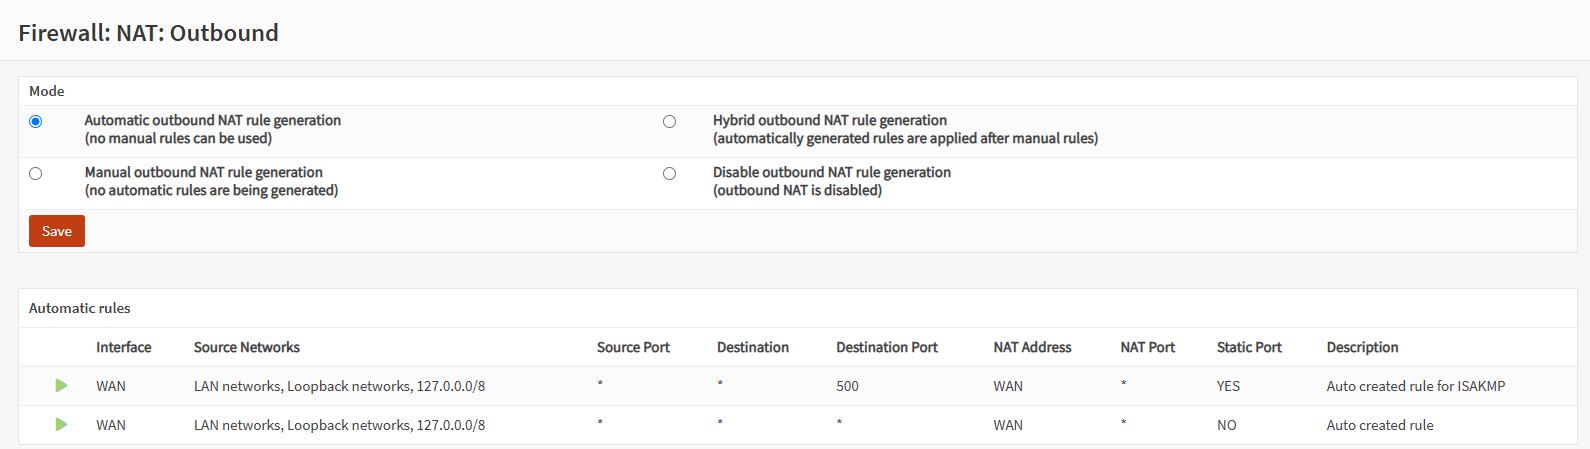 Firewall: NAT: Outbound
Mode
Automatic outbound NAT rule generation
(no manual rules can be used)
Hybrid outbound NAT rule generation
(automatically generated rules are applied after manual rules)
Manual outbound NAT rule generation
(no automatic rules are being generated)
Disable outbound NAT rule generation
(outbound NAT is disabled)
Save
Automatic rules
Interface Source Networks Source Port Destination Destination Port NAT Address NAT Port Static Port Description
WAN LAN networks, Loopback networks, 127.0.0.0/8 * * 500 WAN * YES Auto created rule for ISAKMP
WAN LAN networks, Loopback networks, 127.0.0.0/8 * * * WAN * NO Auto created rule